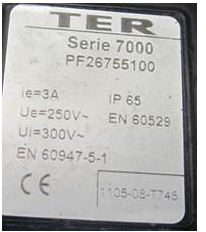 TER
Serie 7000
PF26755100
Ie=3A IP 65
Ue=250V~ EN 60529
Ui=300V~
EN 60947-5-1
CE 1105-08-T745